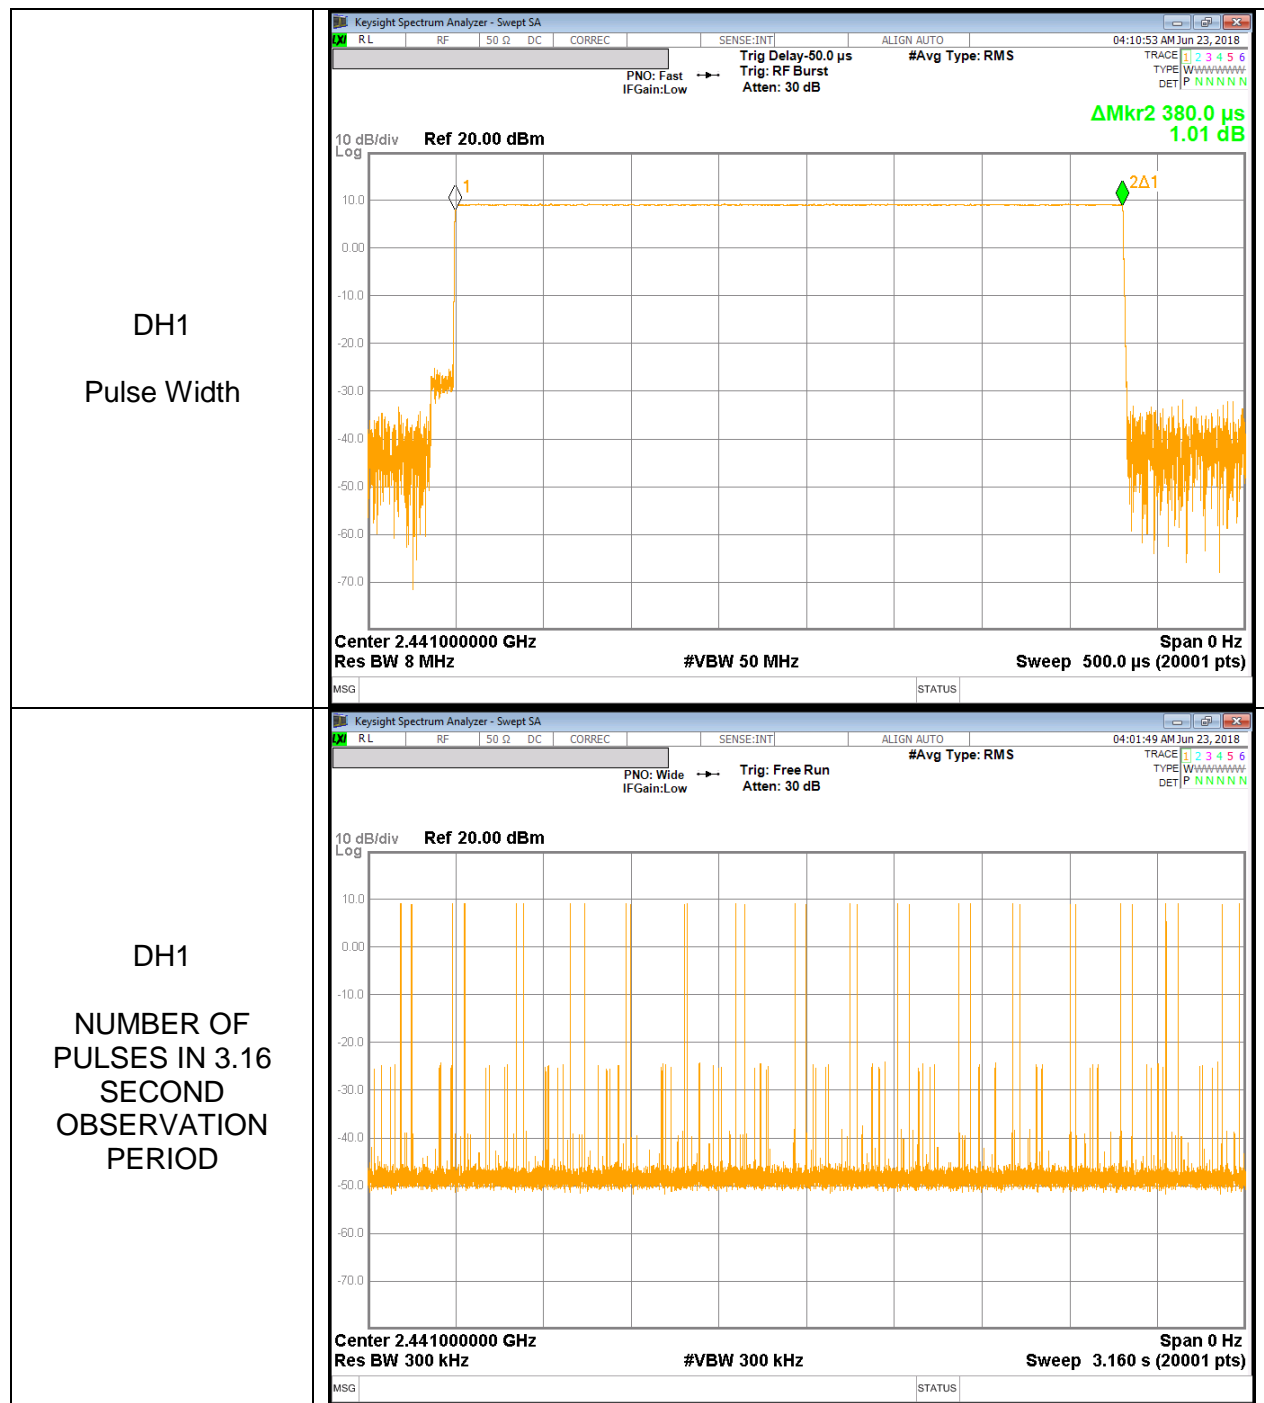 DH1
Pulse Width
Keysight Spectrum Analyzer - Swept SA
LXI RL RF 50 Ω DC CORREC SENSE:INT ALIGN AUTO 04:10:53 AM Jun 23, 2018
Trig Delay-50.0 µs #Avg Type: RMS TRACE 1 2 3 4 5 6
PNO: Fast Trig: RF Burst TYPE WWWWWWW
IFGain:Low Atten: 30 dB DET P N N N N N
ΔMkr2 380.0 µs
1.01 dB
10 dB/div Ref 20.00 dBm
Log
1
2Δ1
10.0
0.00
-10.0
-20.0
-30.0
-40.0
-50.0
-60.0
-70.0
Center 2.441000000 GHz Span 0 Hz
Res BW 8 MHz #VBW 50 MHz Sweep 500.0 µs (20001 pts)
MSG STATUS
DH1
NUMBER OF
PULSES IN 3.16
SECOND
OBSERVATION
PERIOD
Keysight Spectrum Analyzer - Swept SA
LXI RL RF 50 Ω DC CORREC SENSE:INT ALIGN AUTO 04:01:49 AM Jun 23, 2018
#Avg Type: RMS TRACE 1 2 3 4 5 6
PNO: Wide Trig: Free Run TYPE WWWWWWW
IFGain:Low Atten: 30 dB DET P N N N N N
10 dB/div Ref 20.00 dBm
Log
10.0
0.00
-10.0
-20.0
-30.0
-40.0
-50.0
-60.0
-70.0
Center 2.441000000 GHz Span 0 Hz
Res BW 300 kHz #VBW 300 kHz Sweep 3.160 s (20001 pts)
MSG STATUS